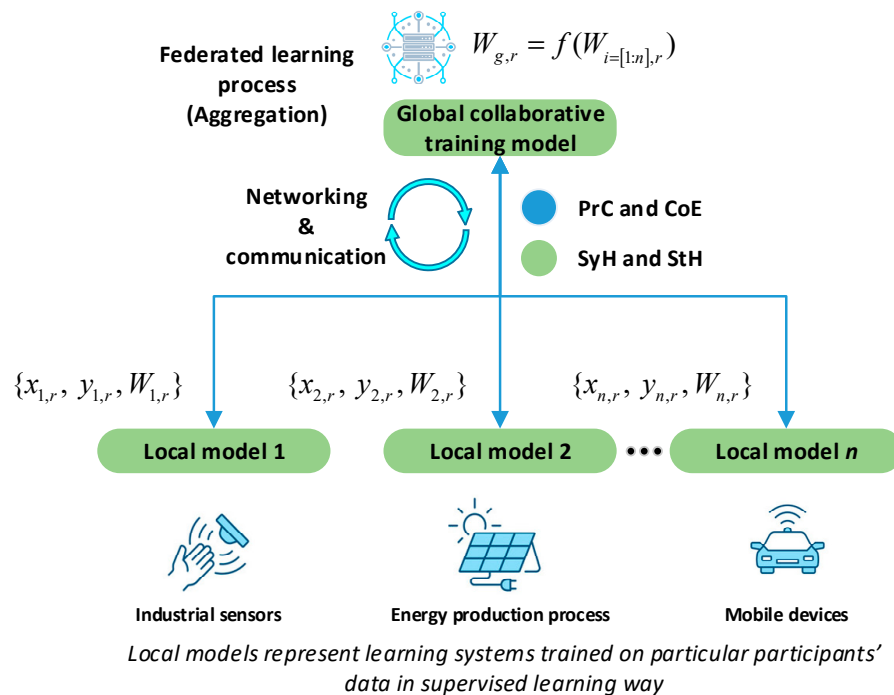 Federated learning
process
(Aggregation)
W_{g,r} = f(W_{i=[1:n],r})
Global collaborative
training model
Networking
&
communication
PrC and CoE
SyH and StH
{x_{1,r}, y_{1,r}, W_{1,r}}
{x_{2,r}, y_{2,r}, W_{2,r}}
{x_{n,r}, y_{n,r}, W_{n,r}}
Local model 1
Local model 2
•••
Local model n
Industrial sensors
Energy production process
Mobile devices
Local models represent learning systems trained on particular participants’
data in supervised learning way